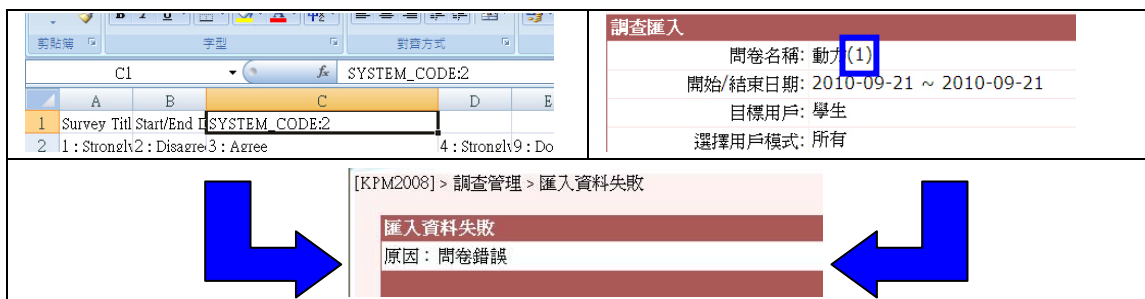 剪貼簿 字型 對齊方式
C1 fx SYSTEM_CODE:2
A B C D E
1 Survey Titl Start/End D SYSTEM_CODE:2
2 1 : Strongly 2 : Disagree 3 : Agree 4 : Strongly 9 : Do
調查匯入
問卷名稱: 動力(1)
開始/結束日期: 2010-09-21 ~ 2010-09-21
目標用戶: 學生
選擇用戶模式: 所有
[KPM2008] > 調查管理 > 匯入資料失敗
匯入資料失敗
原因： 問卷錯誤